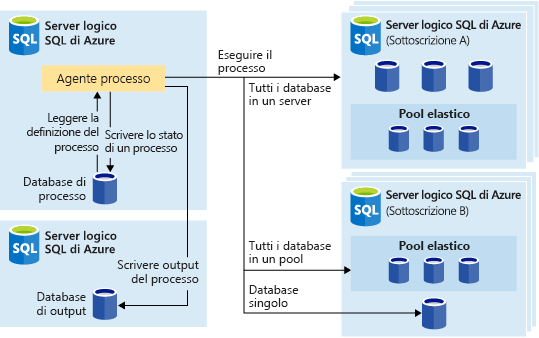 SQL
Server logico
SQL di Azure
Agente processo
Leggere la
definizione del
processo
Scrivere lo stato
di un processo
Database di
processo
SQL
Server logico
SQL di Azure
Scrivere output
del processo
Database
di output
Eseguire il
processo
Tutti i database
in un server
Tutti i database
in un pool
Database
singolo
SQL
Server logico SQL di Azure
(Sottoscrizione A)
Pool elastico
SQL
Server logico SQL di Azure
(Sottoscrizione B)
Pool elastico